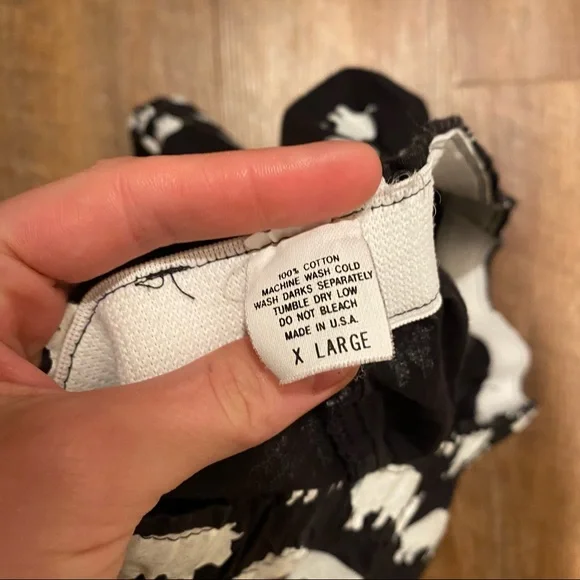 100% COTTON
MACHINE WASH COLD
WASH DARKS SEPARATELY
TUMBLE DRY LOW
DO NOT BLEACH
MADE IN U.S.A.
X LARGE